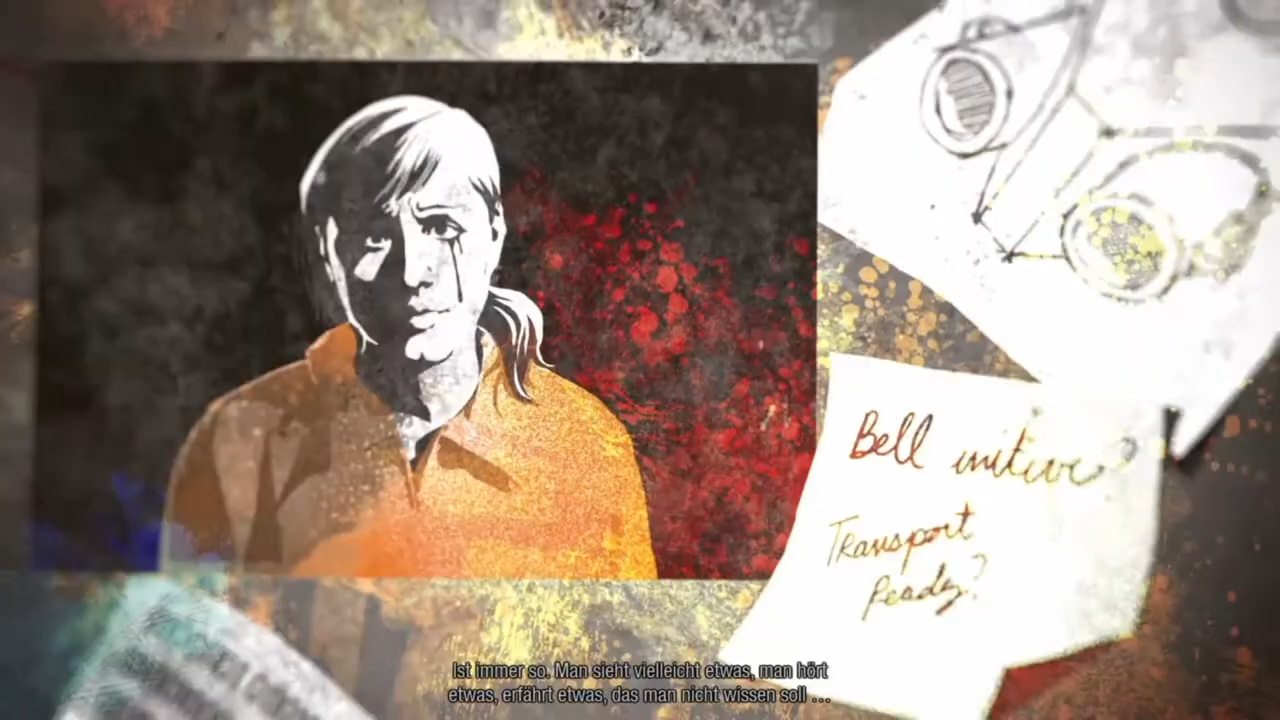 Bell
Transport
Ready?
Ist immer so. Man sieht vielleicht etwas, man hört
etwas, erfährt etwas, das man nicht wissen soll …